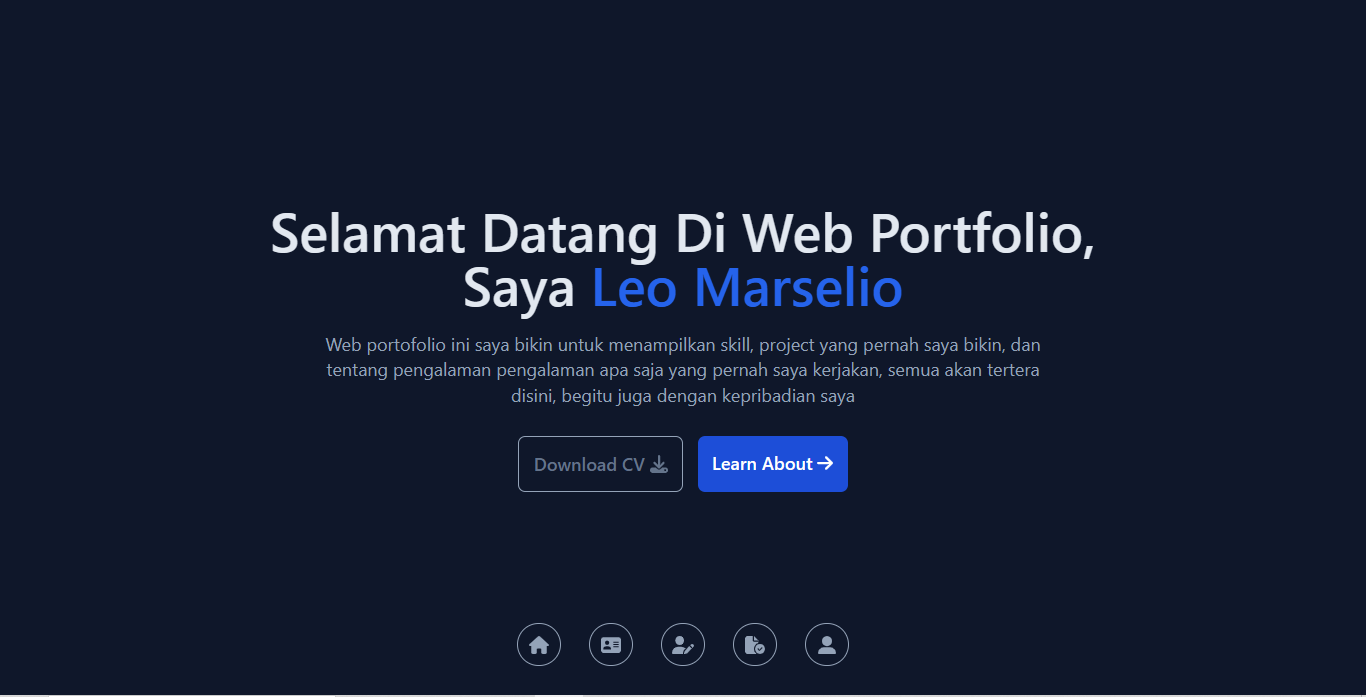 Selamat Datang Di Web Portfolio,
Saya Leo Marselio
Web portofolio ini saya bikin untuk menampilkan skill, project yang pernah saya bikin, dan
tentang pengalaman pengalaman apa saja yang pernah saya kerjakan, semua akan tertera
disini, begitu juga dengan kepribadian saya
Download CV
Learn About